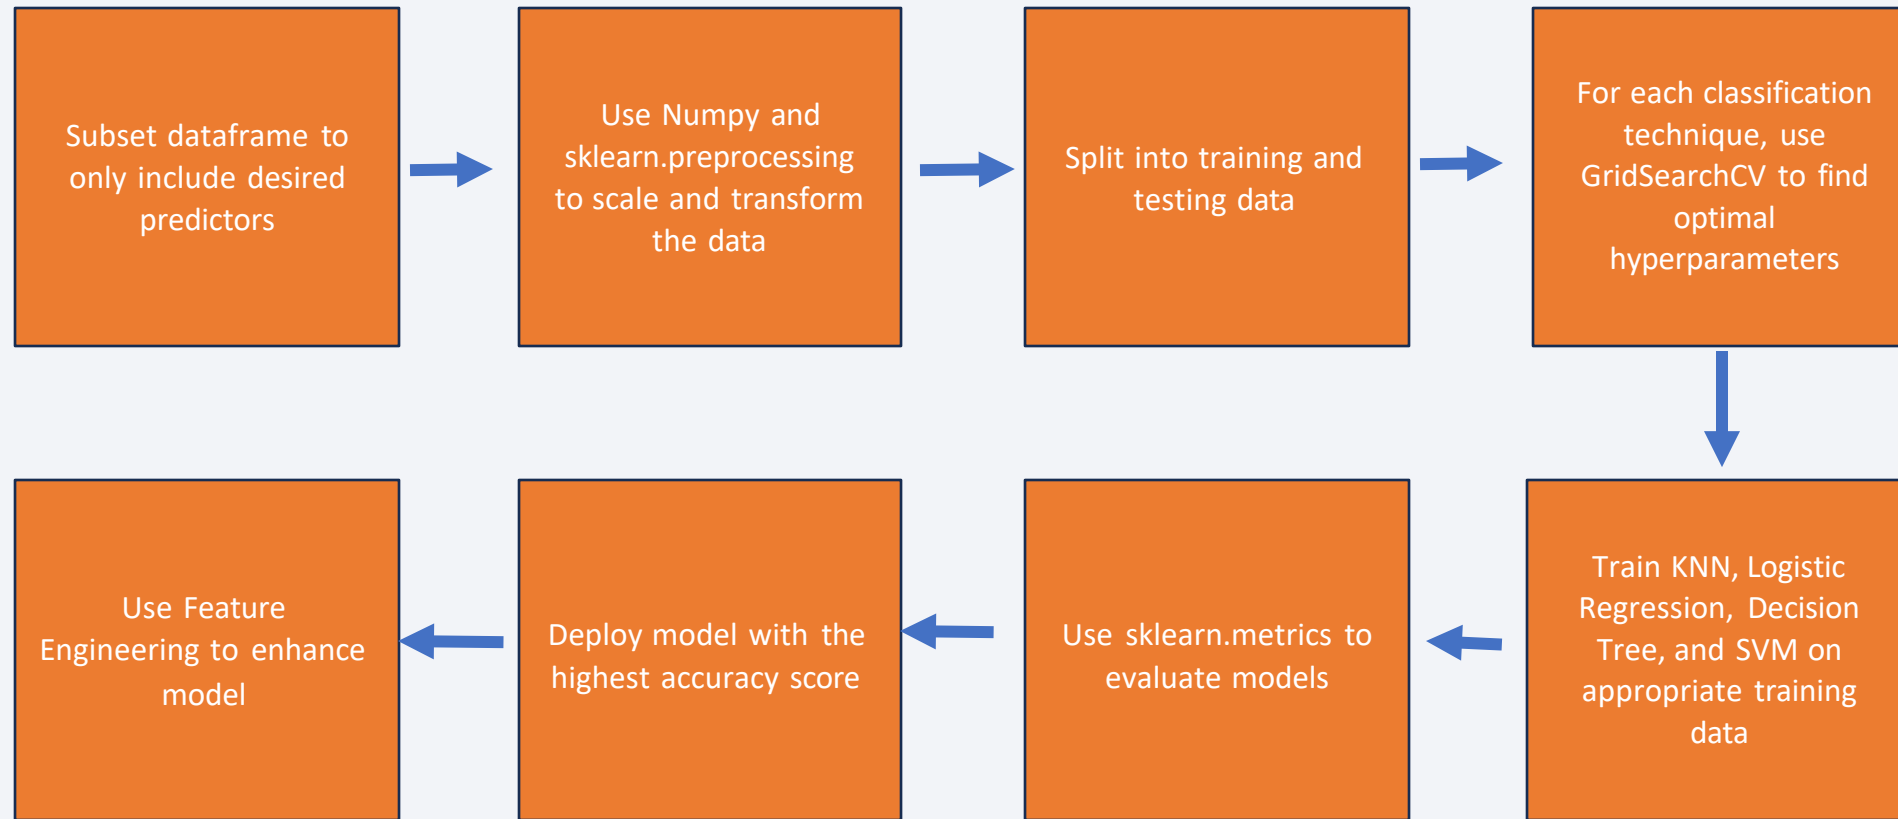 Subset dataframe to
only include desired
predictors
Use Numpy and
sklearn.preprocessing
to scale and transform
the data
Split into training and
testing data
For each classification
technique, use
GridSearchCV to find
optimal
hyperparameters
Train KNN, Logistic
Regression, Decision
Tree, and SVM on
appropriate training
data
Use sklearn.metrics to
evaluate models
Deploy model with the
highest accuracy score
Use Feature
Engineering to enhance
model